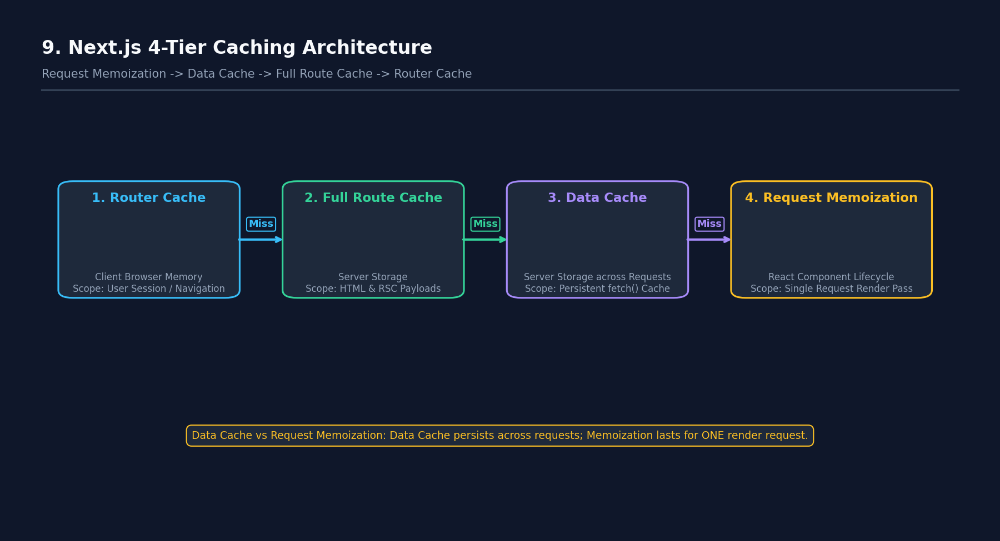 9. Next.js 4-Tier Caching Architecture
Request Memoization -> Data Cache -> Full Route Cache -> Router Cache
1. Router Cache
Client Browser Memory
Scope: User Session / Navigation
Miss
2. Full Route Cache
Server Storage
Scope: HTML & RSC Payloads
Miss
3. Data Cache
Server Storage across Requests
Scope: Persistent fetch() Cache
Miss
4. Request Memoization
React Component Lifecycle
Scope: Single Request Render Pass
Data Cache vs Request Memoization: Data Cache persists across requests; Memoization lasts for ONE render request.